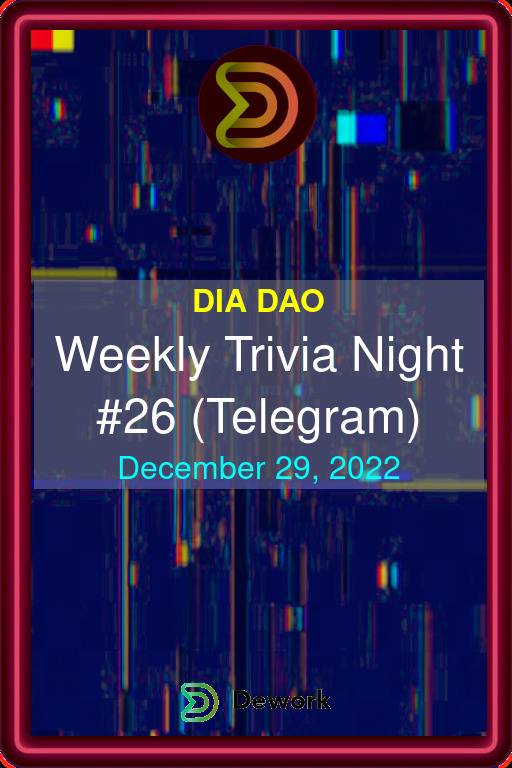 DIA DAO
Weekly Trivia Night
#26 (Telegram)
December 29, 2022
Dework